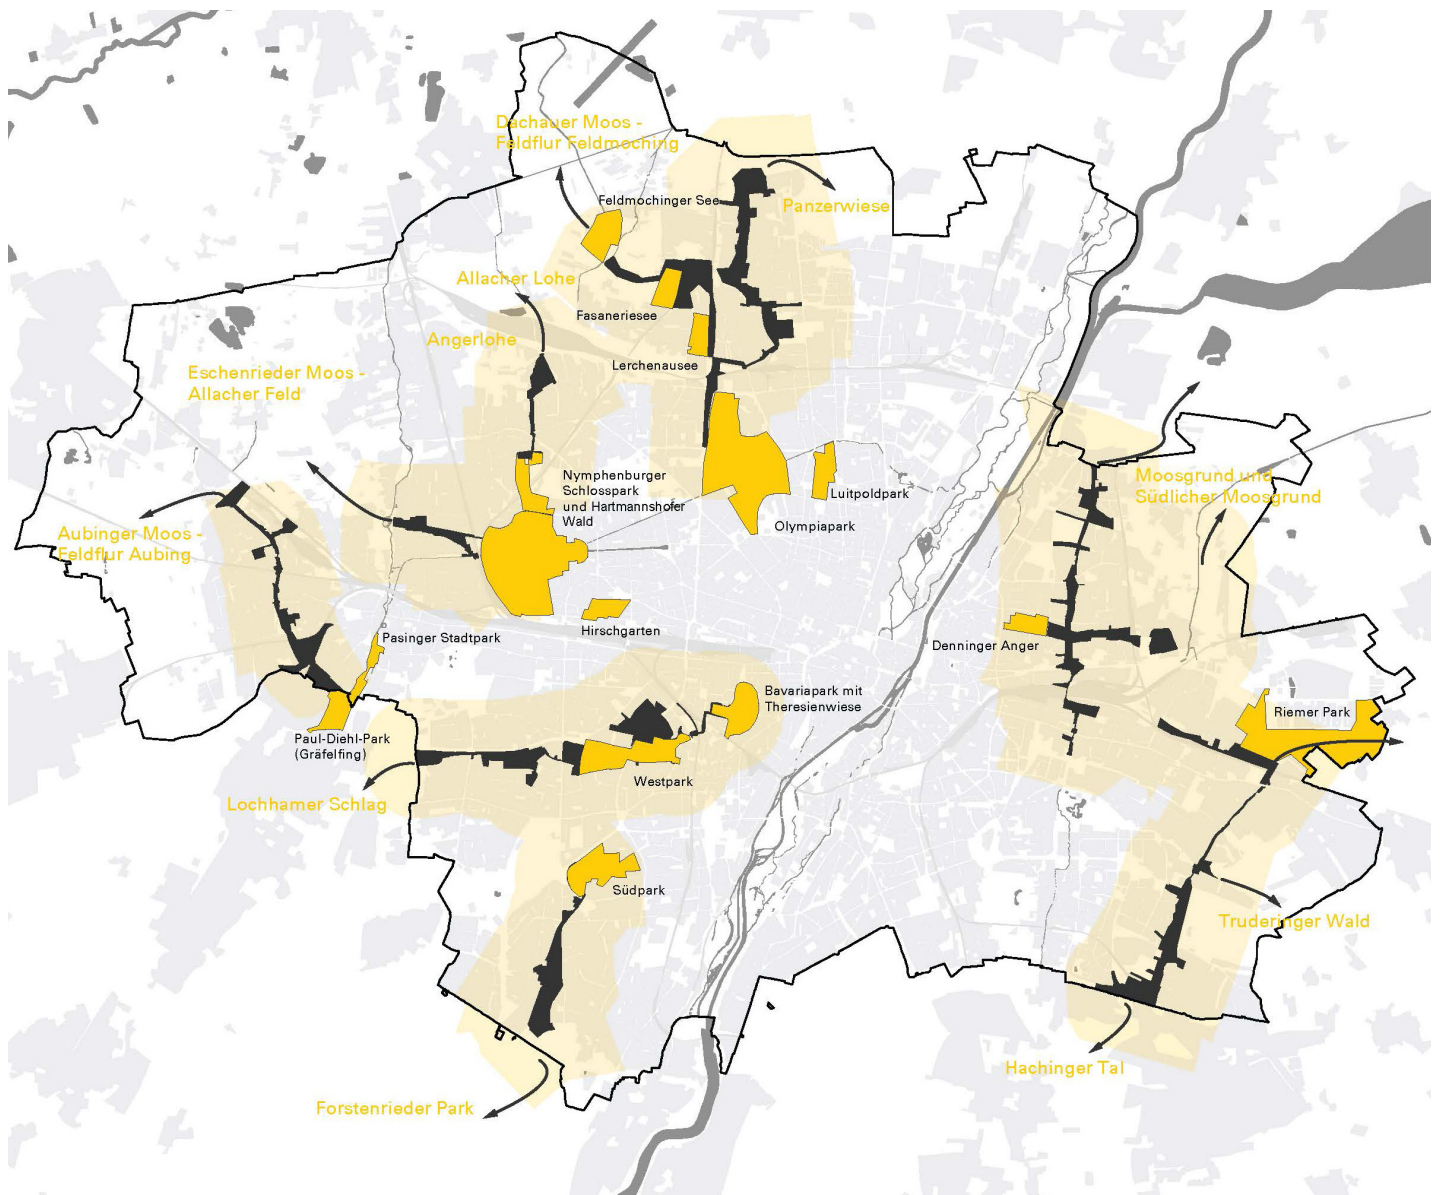 Dachauer Moos -
Feldflur Feldmoching
Feldmochinger See
Panzerwiese
Allacher Lohe
Fasaneriesee
Angerlohe
Lerchenausee
Eschenrieder Moos -
Allacher Feld
Nymphenburger
Schlosspark
und Hartmannshofer
Wald
Luitpoldpark
Olympiapark
Moosgrund und
Südlicher Moosgrund
Aubinger Moos -
Feldflur Aubing
Pasinger Stadtpark
Hirschgarten
Denninger Anger
Bavariapark mit
Theresienwiese
Riemer Park
Paul-Diehl-Park
(Gräfelfing)
Westpark
Lochhamer Schlag
Südpark
Truderinger Wald
Hachinger Tal
Forstenrieder Park